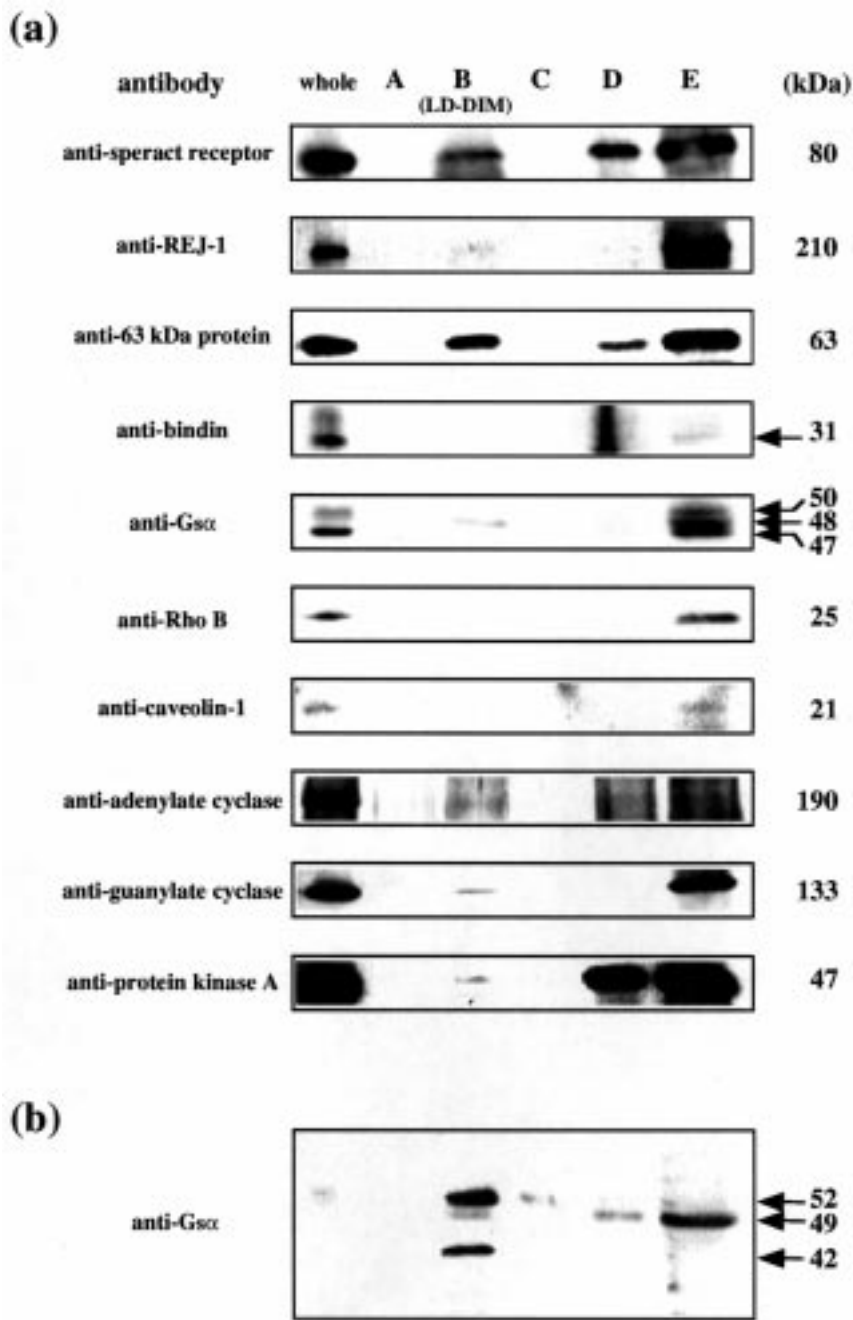 (a)
antibody whole A B C D E (kDa)
(LD-DIM)
anti-speract receptor 80
anti-REJ-1 210
anti-63 kDa protein 63
anti-bindin 31
50
anti-Gsα 48
47
anti-Rho B 25
anti-caveolin-1 21
anti-adenylate cyclase 190
anti-guanylate cyclase 133
anti-protein kinase A 47
(b)
52
anti-Gsα 49
42